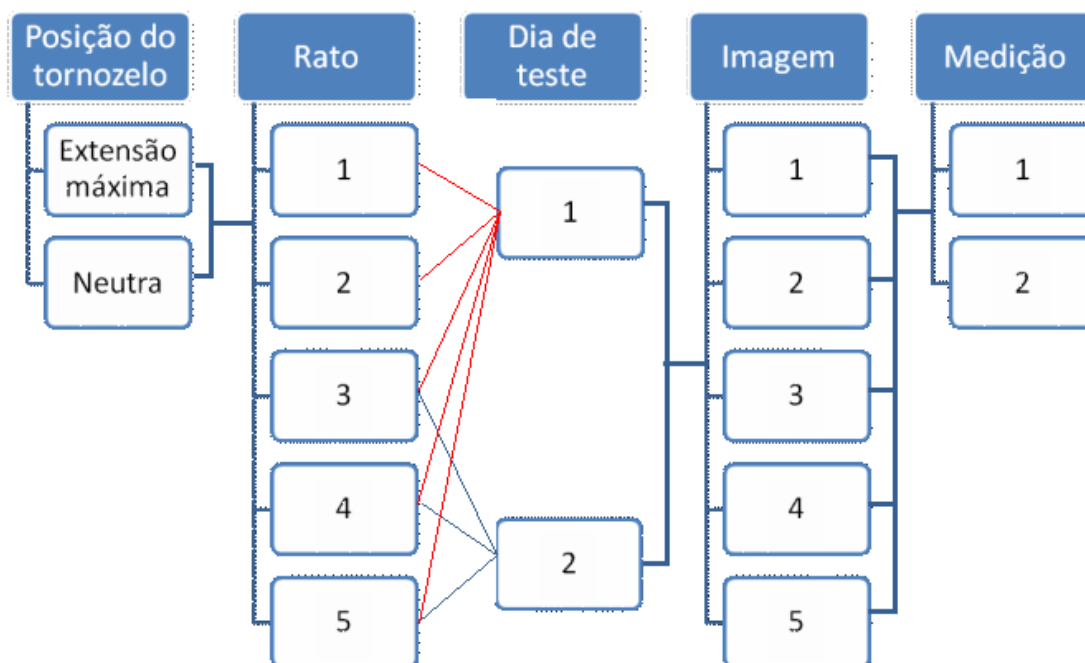 Posição do
tornozelo
Rato
Dia de
teste
Imagem
Medição
Extensão
máxima
Neutra
1
2
3
4
5
1
2
1
2
3
4
5
1
2